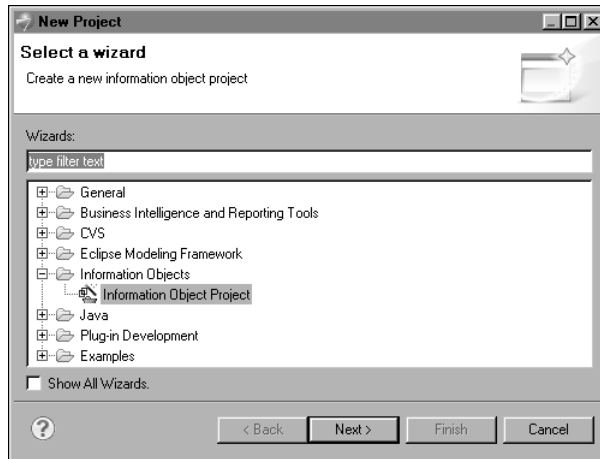 New Project
Select a wizard
Create a new information object project
Wizards:
type filter text
General
Business Intelligence and Reporting Tools
CVS
Eclipse Modeling Framework
Information Objects
Information Object Project
Java
Plug-in Development
Examples
Show All Wizards.
? < Back Next > Finish Cancel